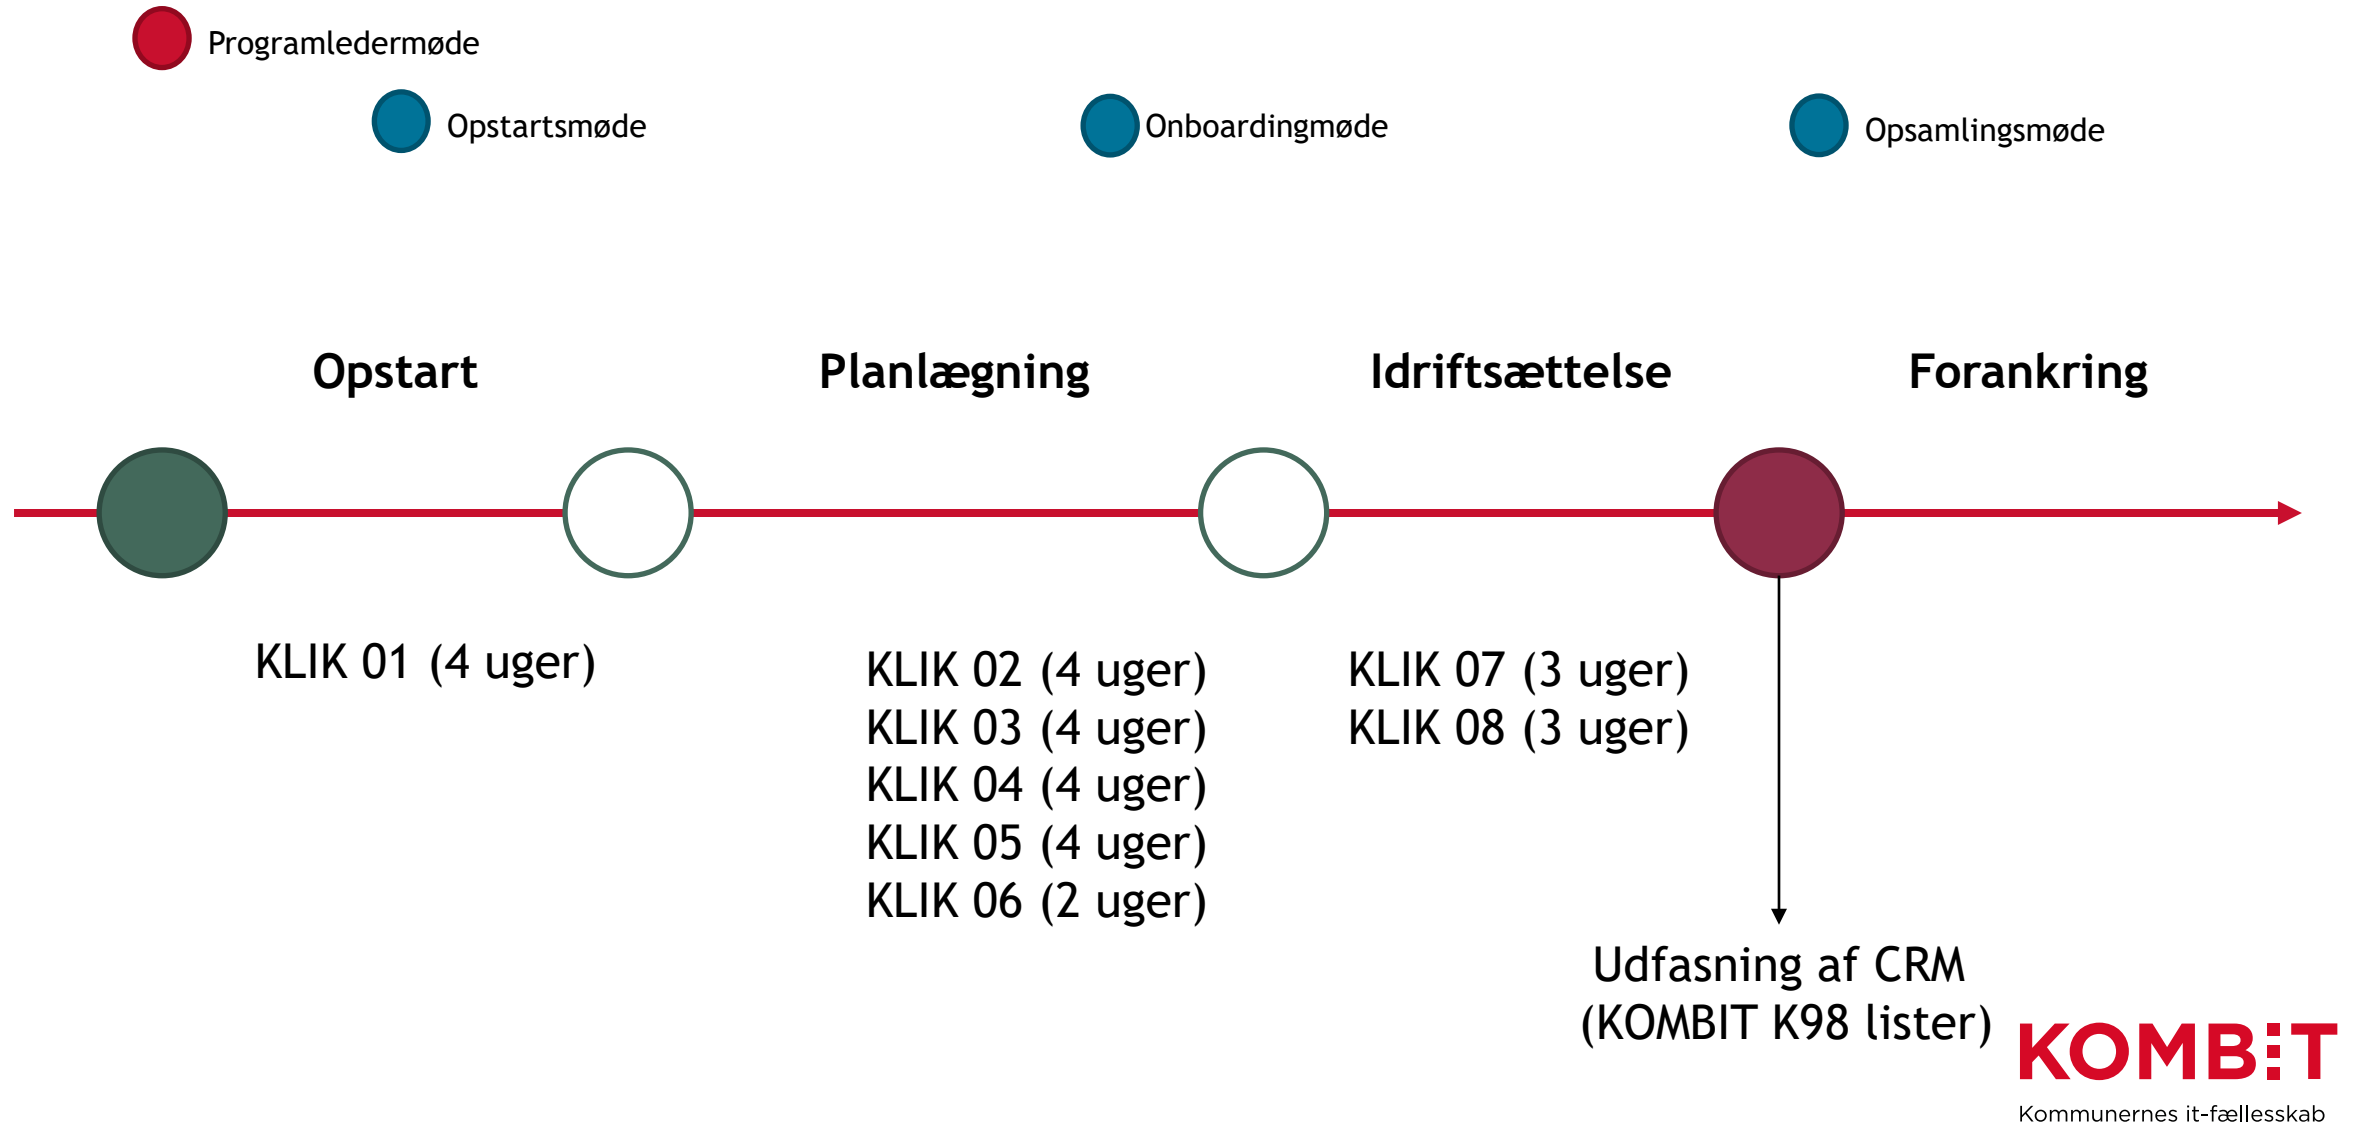 Programledermøde
Opstartsmøde
Onboardingmøde
Opsamlingsmøde
Opstart
Planlægning
Idriftsættelse
Forankring
KLIK 01 (4 uger)
KLIK 02 (4 uger)
KLIK 03 (4 uger)
KLIK 04 (4 uger)
KLIK 05 (4 uger)
KLIK 06 (2 uger)
KLIK 07 (3 uger)
KLIK 08 (3 uger)
Udfasning af CRM
(KOMBIT K98 lister)
KOMBIT
Kommunernes it-fællesskab